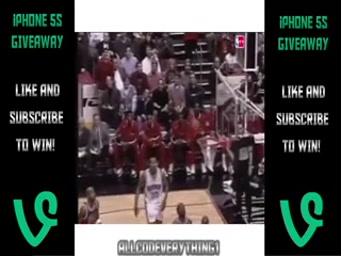 iPHONE 5S
GIVEAWAY
LIKE AND
SUBSCRIBE
TO WIN!
iPHONE 5S
GIVEAWAY
LIKE AND
SUBSCRIBE
TO WIN!
ALLCODEVERYTHING1